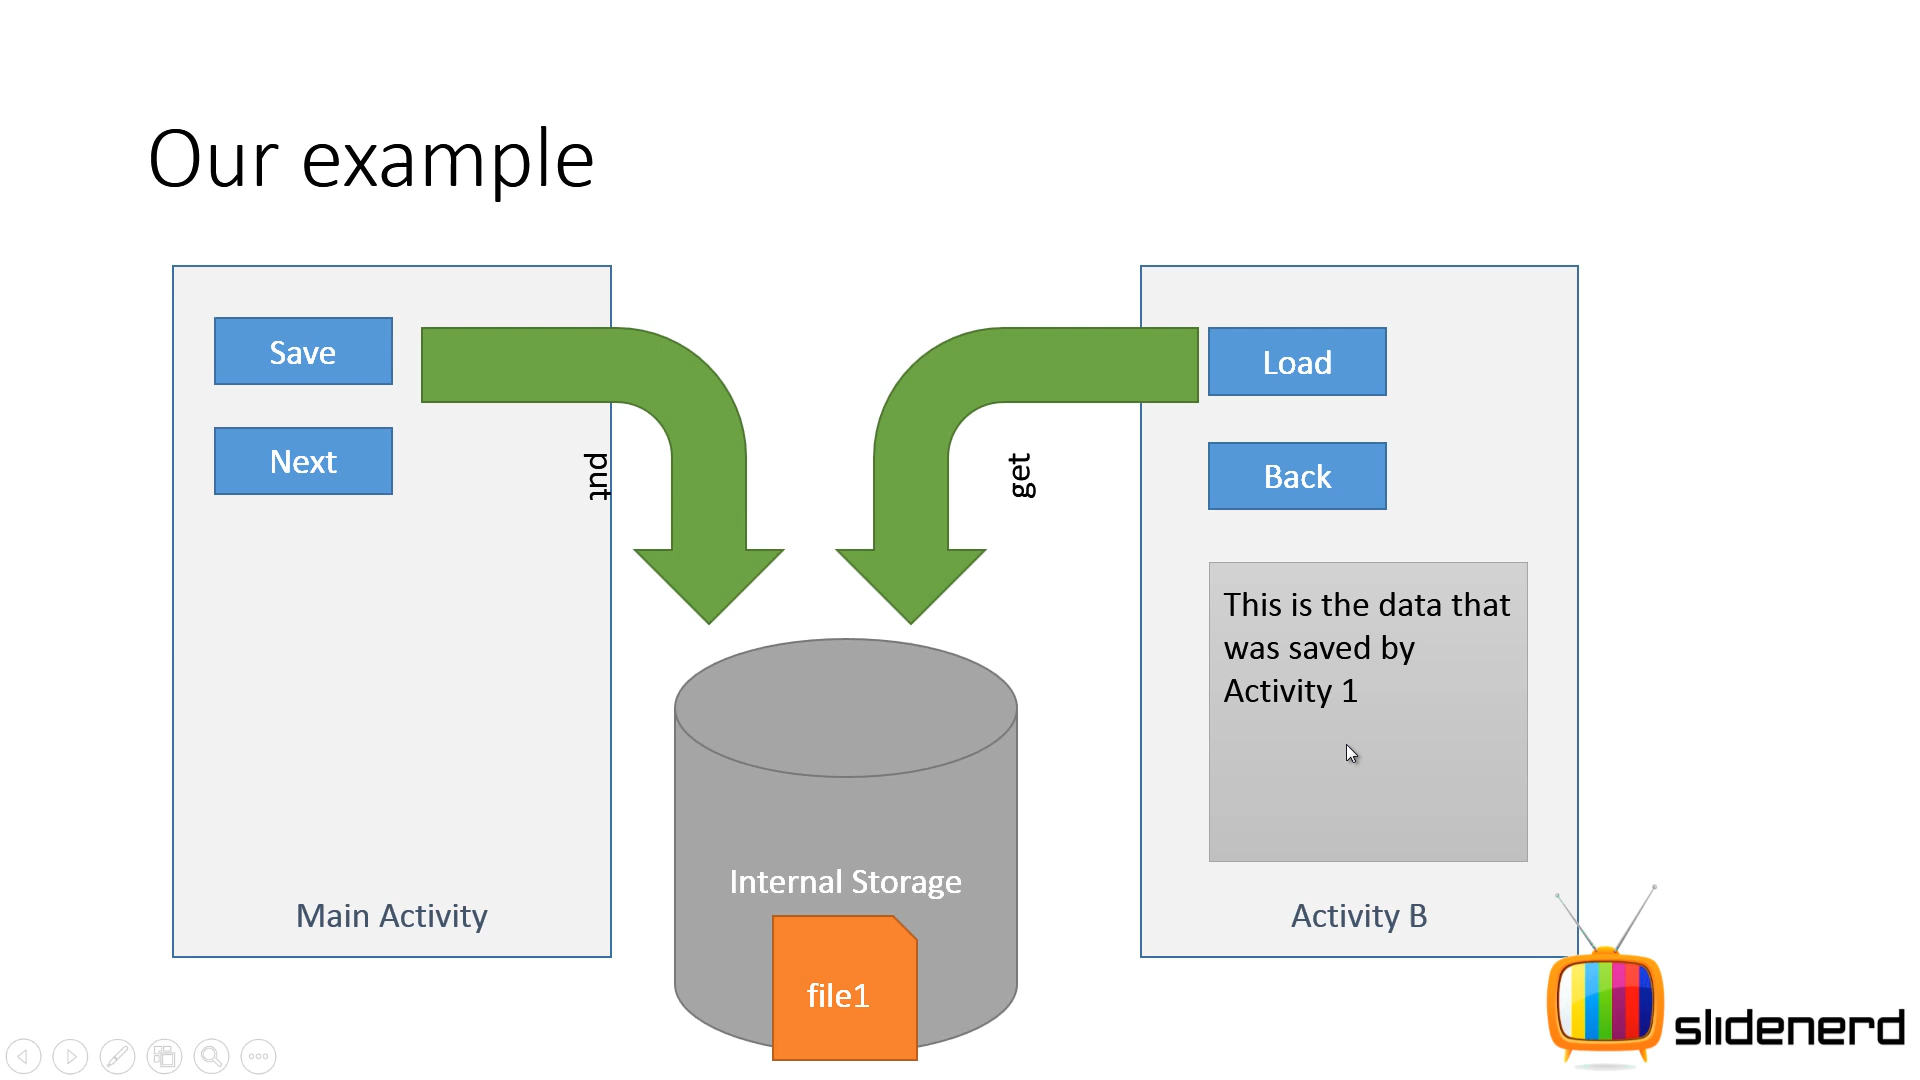 Our example
Save
Next
put
Main Activity
get
Internal Storage
file1
Load
Back
This is the data that
was saved by
Activity 1
Activity B
slidenerd